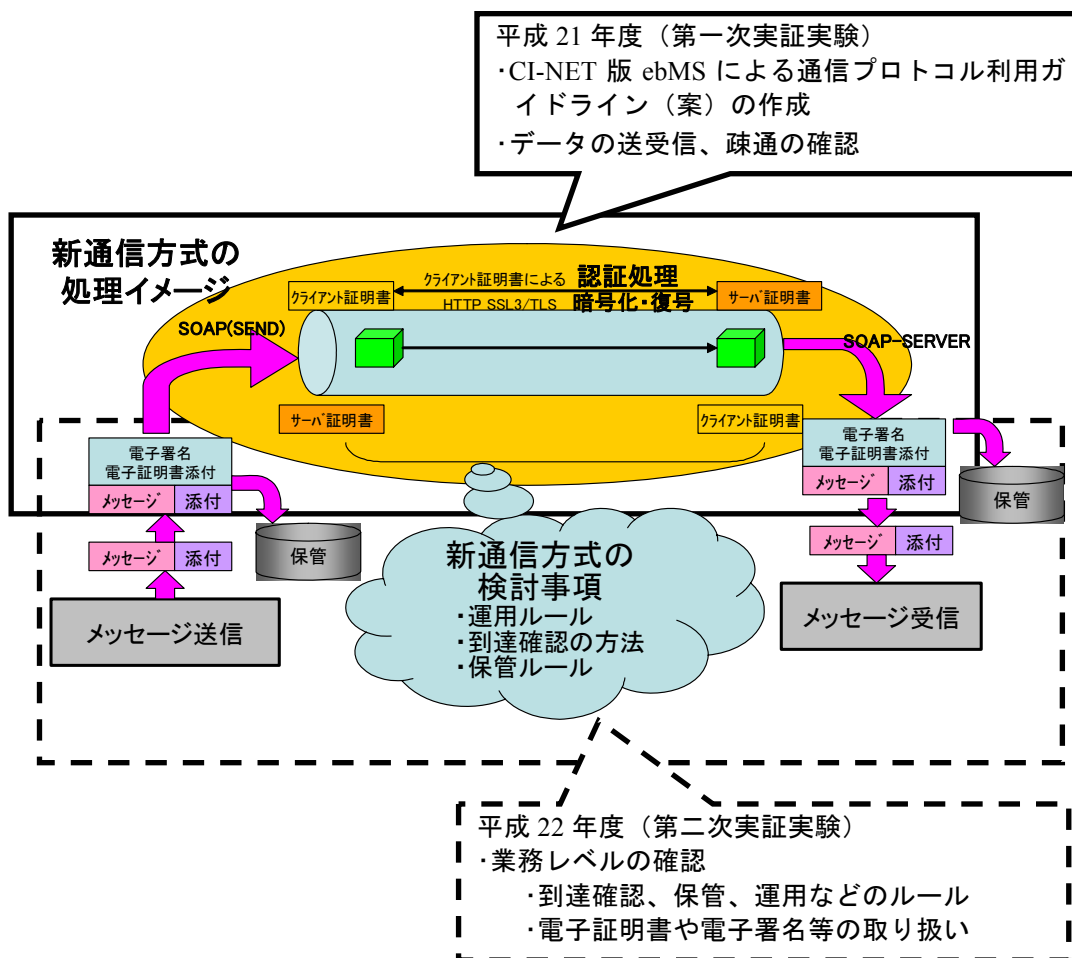 平成 21 年度（第一次実証実験）
・CI-NET 版 ebMS による通信プロトコル利用ガ
イドライン（案）の作成
・データの送受信、疎通の確認
新通信方式の
処理イメージ
クライアント証明書による 認証処理
クライアント証明書
サーバ証明書
HTTP SSL3/TLS 暗号化・復号
SOAP(SEND)
SOAP-SERVER
サーバ証明書
クライアント証明書
電子署名
電子証明書添付
メッセージ 添付
電子署名
電子証明書添付
メッセージ 添付
保管
保管
メッセージ 添付
メッセージ 添付
メッセージ送信
メッセージ受信
新通信方式の
検討事項
・運用ルール
・到達確認の方法
・保管ルール
平成 22 年度（第二次実証実験）
・業務レベルの確認
・到達確認、保管、運用などのルール
・電子証明書や電子署名等の取り扱い